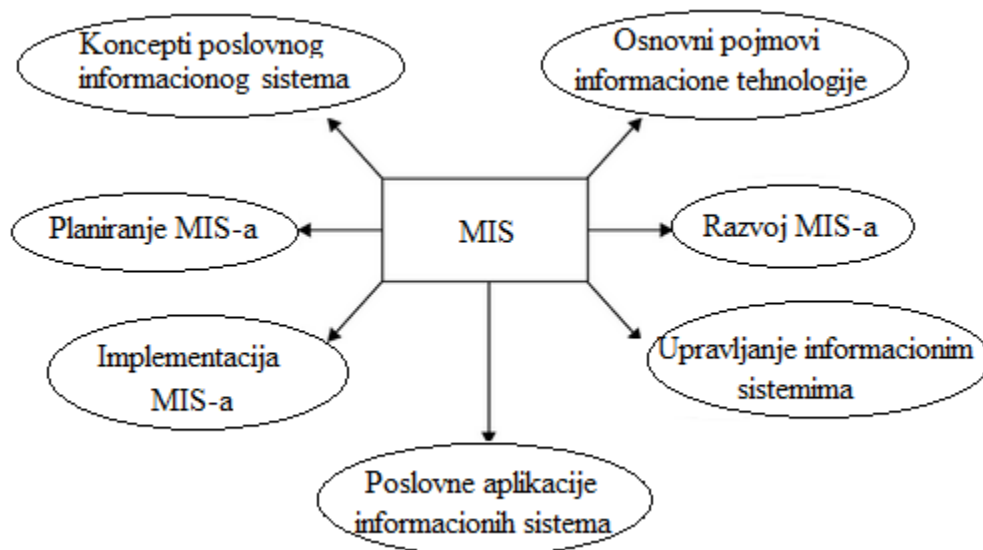 Koncepti poslovnog
informacionog sistema
Osnovni pojmovi
informacione tehnologije
Planiranje MIS-a
MIS
Razvoj MIS-a
Implementacija
MIS-a
Upravljanje informacionim
sistemima
Poslovne aplikacije
informacionih sistema